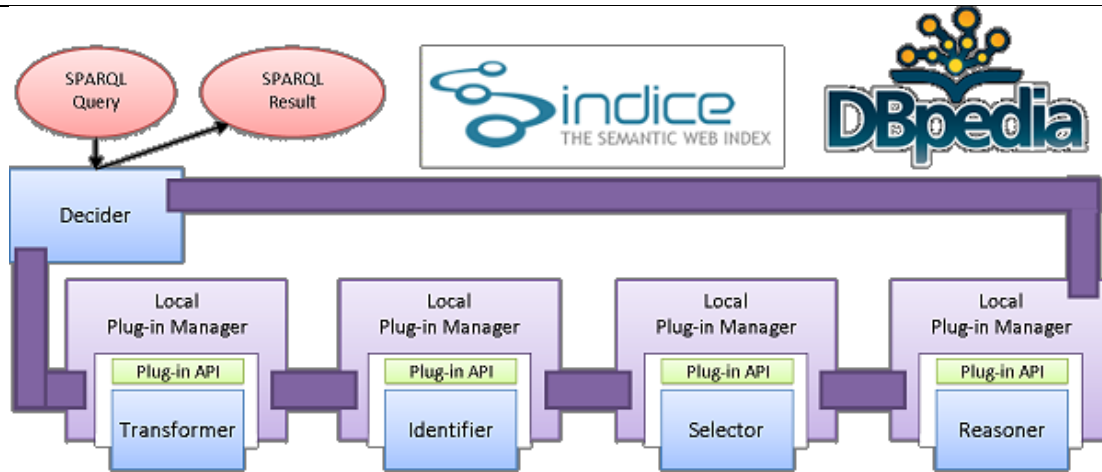 SPARQL
Query
SPARQL
Result
Sindice
THE SEMANTIC WEB INDEX
DBpedia
Decider
Local
Plug-in Manager
Plug-in API
Transformer
Local
Plug-in Manager
Plug-in API
Identifier
Local
Plug-in Manager
Plug-in API
Selector
Local
Plug-in Manager
Plug-in API
Reasoner